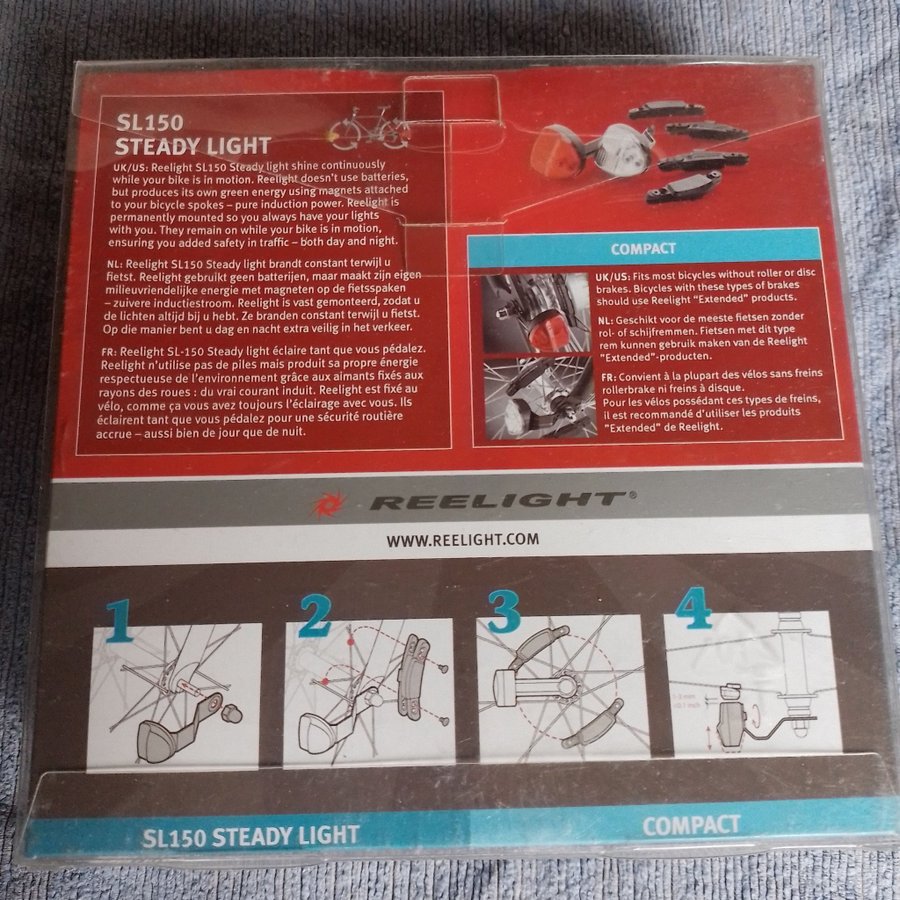 SL150
STEADY LIGHT
UK/US: Reelight SL150 Steady light shine continuously
while your bike is in motion. Reelight doesn't use batteries,
but produces its own green energy using magnets attached
to your bicycle spokes – pure induction power. Reelight is
permanently mounted so you always have your lights
with you. They remain on while your bike is in motion,
ensuring you added safety in traffic – both day and night.
NL: Reelight SL150 Steady light brandt constant terwijl u
fietst. Reelight gebruikt geen batterijen, maar maakt zijn eigen
milieuvriendelijke energie met magneten op de fietsspaken
– zuivere inductiestroom. Reelight is vast gemonteerd, zodat u
de lichten altijd bij u hebt. Ze branden constant terwijl u fietst.
Op die manier bent u dag en nacht extra veilig in het verkeer.
FR: Reelight SL-150 Steady light éclaire tant que vous pédalez.
Reelight n'utilise pas de piles mais produit sa propre énergie
respectueuse de l'environnement grâce aux aimants fixés aux
rayons des roues : du vrai courant induit. Reelight est fixé au
vélo, comme ça vous avez toujours l'éclairage avec vous. Ils
éclairent tant que vous pédalez pour une sécurité routière
accrue – aussi bien de jour que de nuit.
COMPACT
UK/US: Fits most bicycles without roller or disc
brakes. Bicycles with these types of brakes
should use Reelight "Extended" products.
NL: Geschikt voor de meeste fietsen zonder
rol- of schijfremmen. Fietsen met dit type
rem kunnen gebruik maken van de Reelight
"Extended"-producten.
FR: Convient à la plupart des vélos sans freins
rollerbrake ni freins à disque.
Pour les vélos possédant ces types de freins,
il est recommandé d'utiliser les produits
"Extended" de Reelight.
REELIGHT®
WWW.REELIGHT.COM
1
2
3
4
1-3 mm
<0.1 inch
SL150 STEADY LIGHT
COMPACT